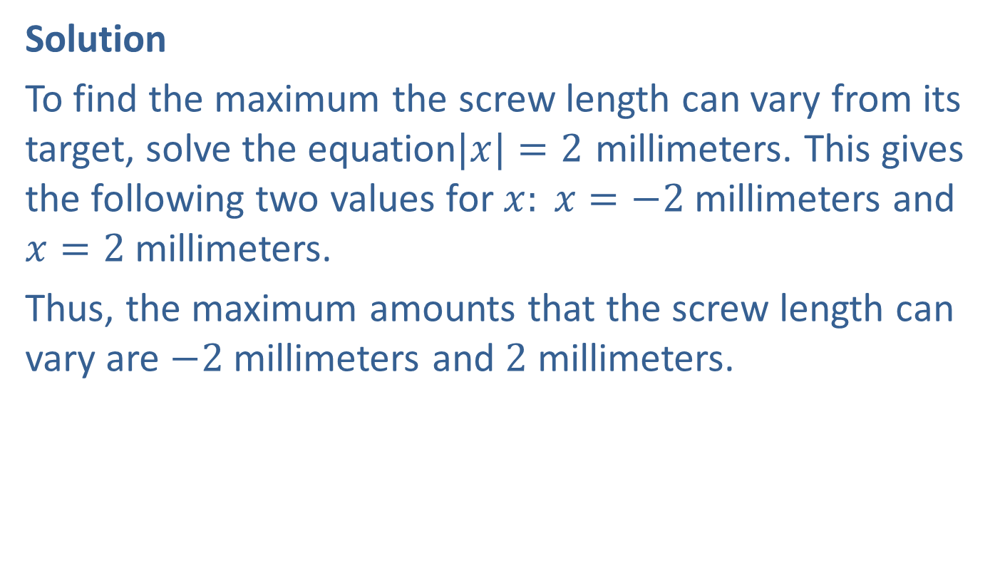 Solution
To find the maximum the screw length can vary from its
target, solve the equation|x| = 2 millimeters. This gives
the following two values for x: x = −2 millimeters and
x = 2 millimeters.
Thus, the maximum amounts that the screw length can
vary are −2 millimeters and 2 millimeters.